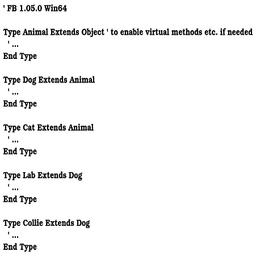 ' FB 1.05.0 Win64
Type Animal Extends Object ' to enable virtual methods etc. if needed
' ...
End Type
Type Dog Extends Animal
' ...
End Type
Type Cat Extends Animal
' ...
End Type
Type Lab Extends Dog
' ...
End Type
Type Collie Extends Dog
' ...
End Type